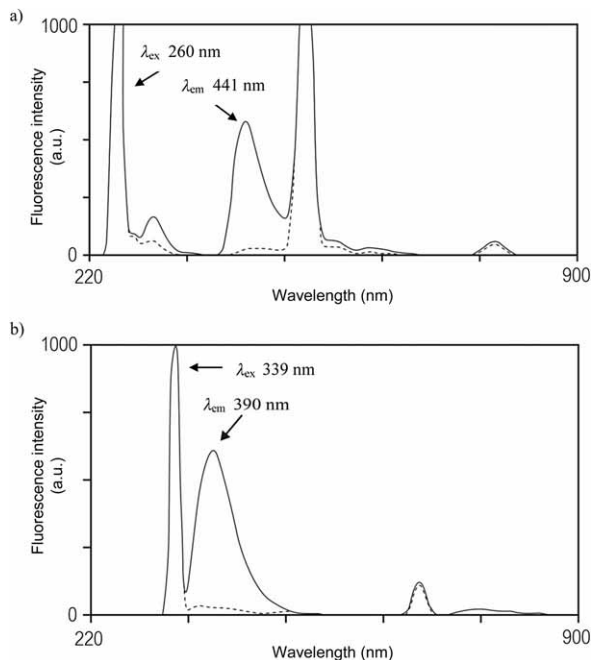 a)
1000
λex 260 nm
λem 441 nm
Fluorescence intensity
(a.u.)
0
220
900
Wavelength (nm)
b)
1000
λex 339 nm
λem 390 nm
Fluorescence intensity
(a.u.)
0
220
900
Wavelength (nm)